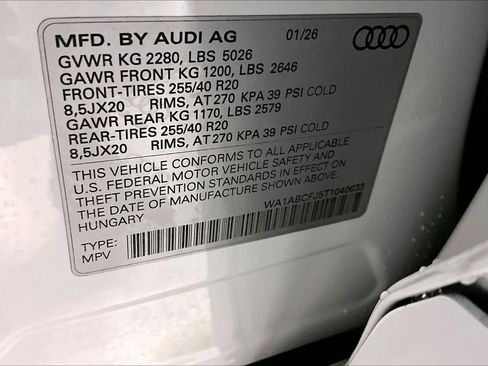 MFD. BY AUDI AG 01/26
GVWR KG 2280, LBS 5026
GAWR FRONT KG 1200, LBS 2646
FRONT-TIRES 255/40 R20
8,5JX20 RIMS, AT 270 KPA 39 PSI COLD
GAWR REAR KG 1170, LBS 2579
REAR-TIRES 255/40 R20
8,5JX20 RIMS, AT 270 KPA 39 PSI COLD
THIS VEHICLE CONFORMS TO ALL APPLICABLE
U.S. FEDERAL MOTOR VEHICLE SAFETY AND
THEFT PREVENTION STANDARDS IN EFFECT ON
THE DATE OF MANUFACTURE SHOWN ABOVE.
HUNGARY WA1ABCFJ5T1040633
TYPE:
MPV